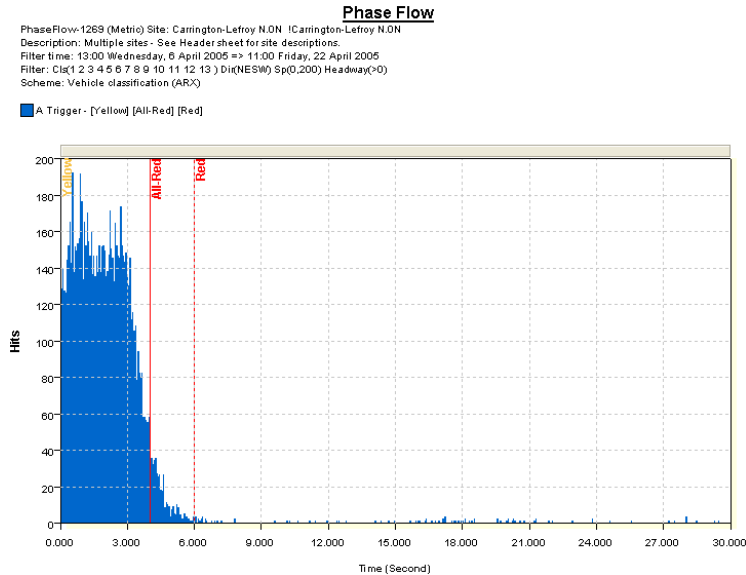 Phase Flow
PhaseFlow-1269 (Metric) Site: Carrington-Lefroy N.0N !Carrington-Lefroy N.0N
Description: Multiple sites - See Header sheet for site descriptions.
Filter time: 13:00 Wednesday, 6 April 2005 => 11:00 Friday, 22 April 2005
Filter: Cls(1 2 3 4 5 6 7 8 9 10 11 12 13 ) Dir(NESW) Sp(0,200) Headway(>0)
Scheme: Vehicle classification (ARX)
A Trigger - [Yellow] [All-Red] [Red]
Yellow
All-Red
Red
200
180
160
140
120
100
80
60
40
20
0
Hits
0.000 3.000 6.000 9.000 12.000 15.000 18.000 21.000 24.000 27.000 30.000
Time (Second)